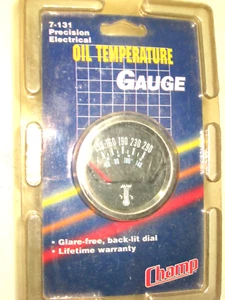 7-131
Precision
Electrical
OIL TEMPERATURE
GAUGE
• Glare-free, back-lit dial
• Lifetime warranty
Champ